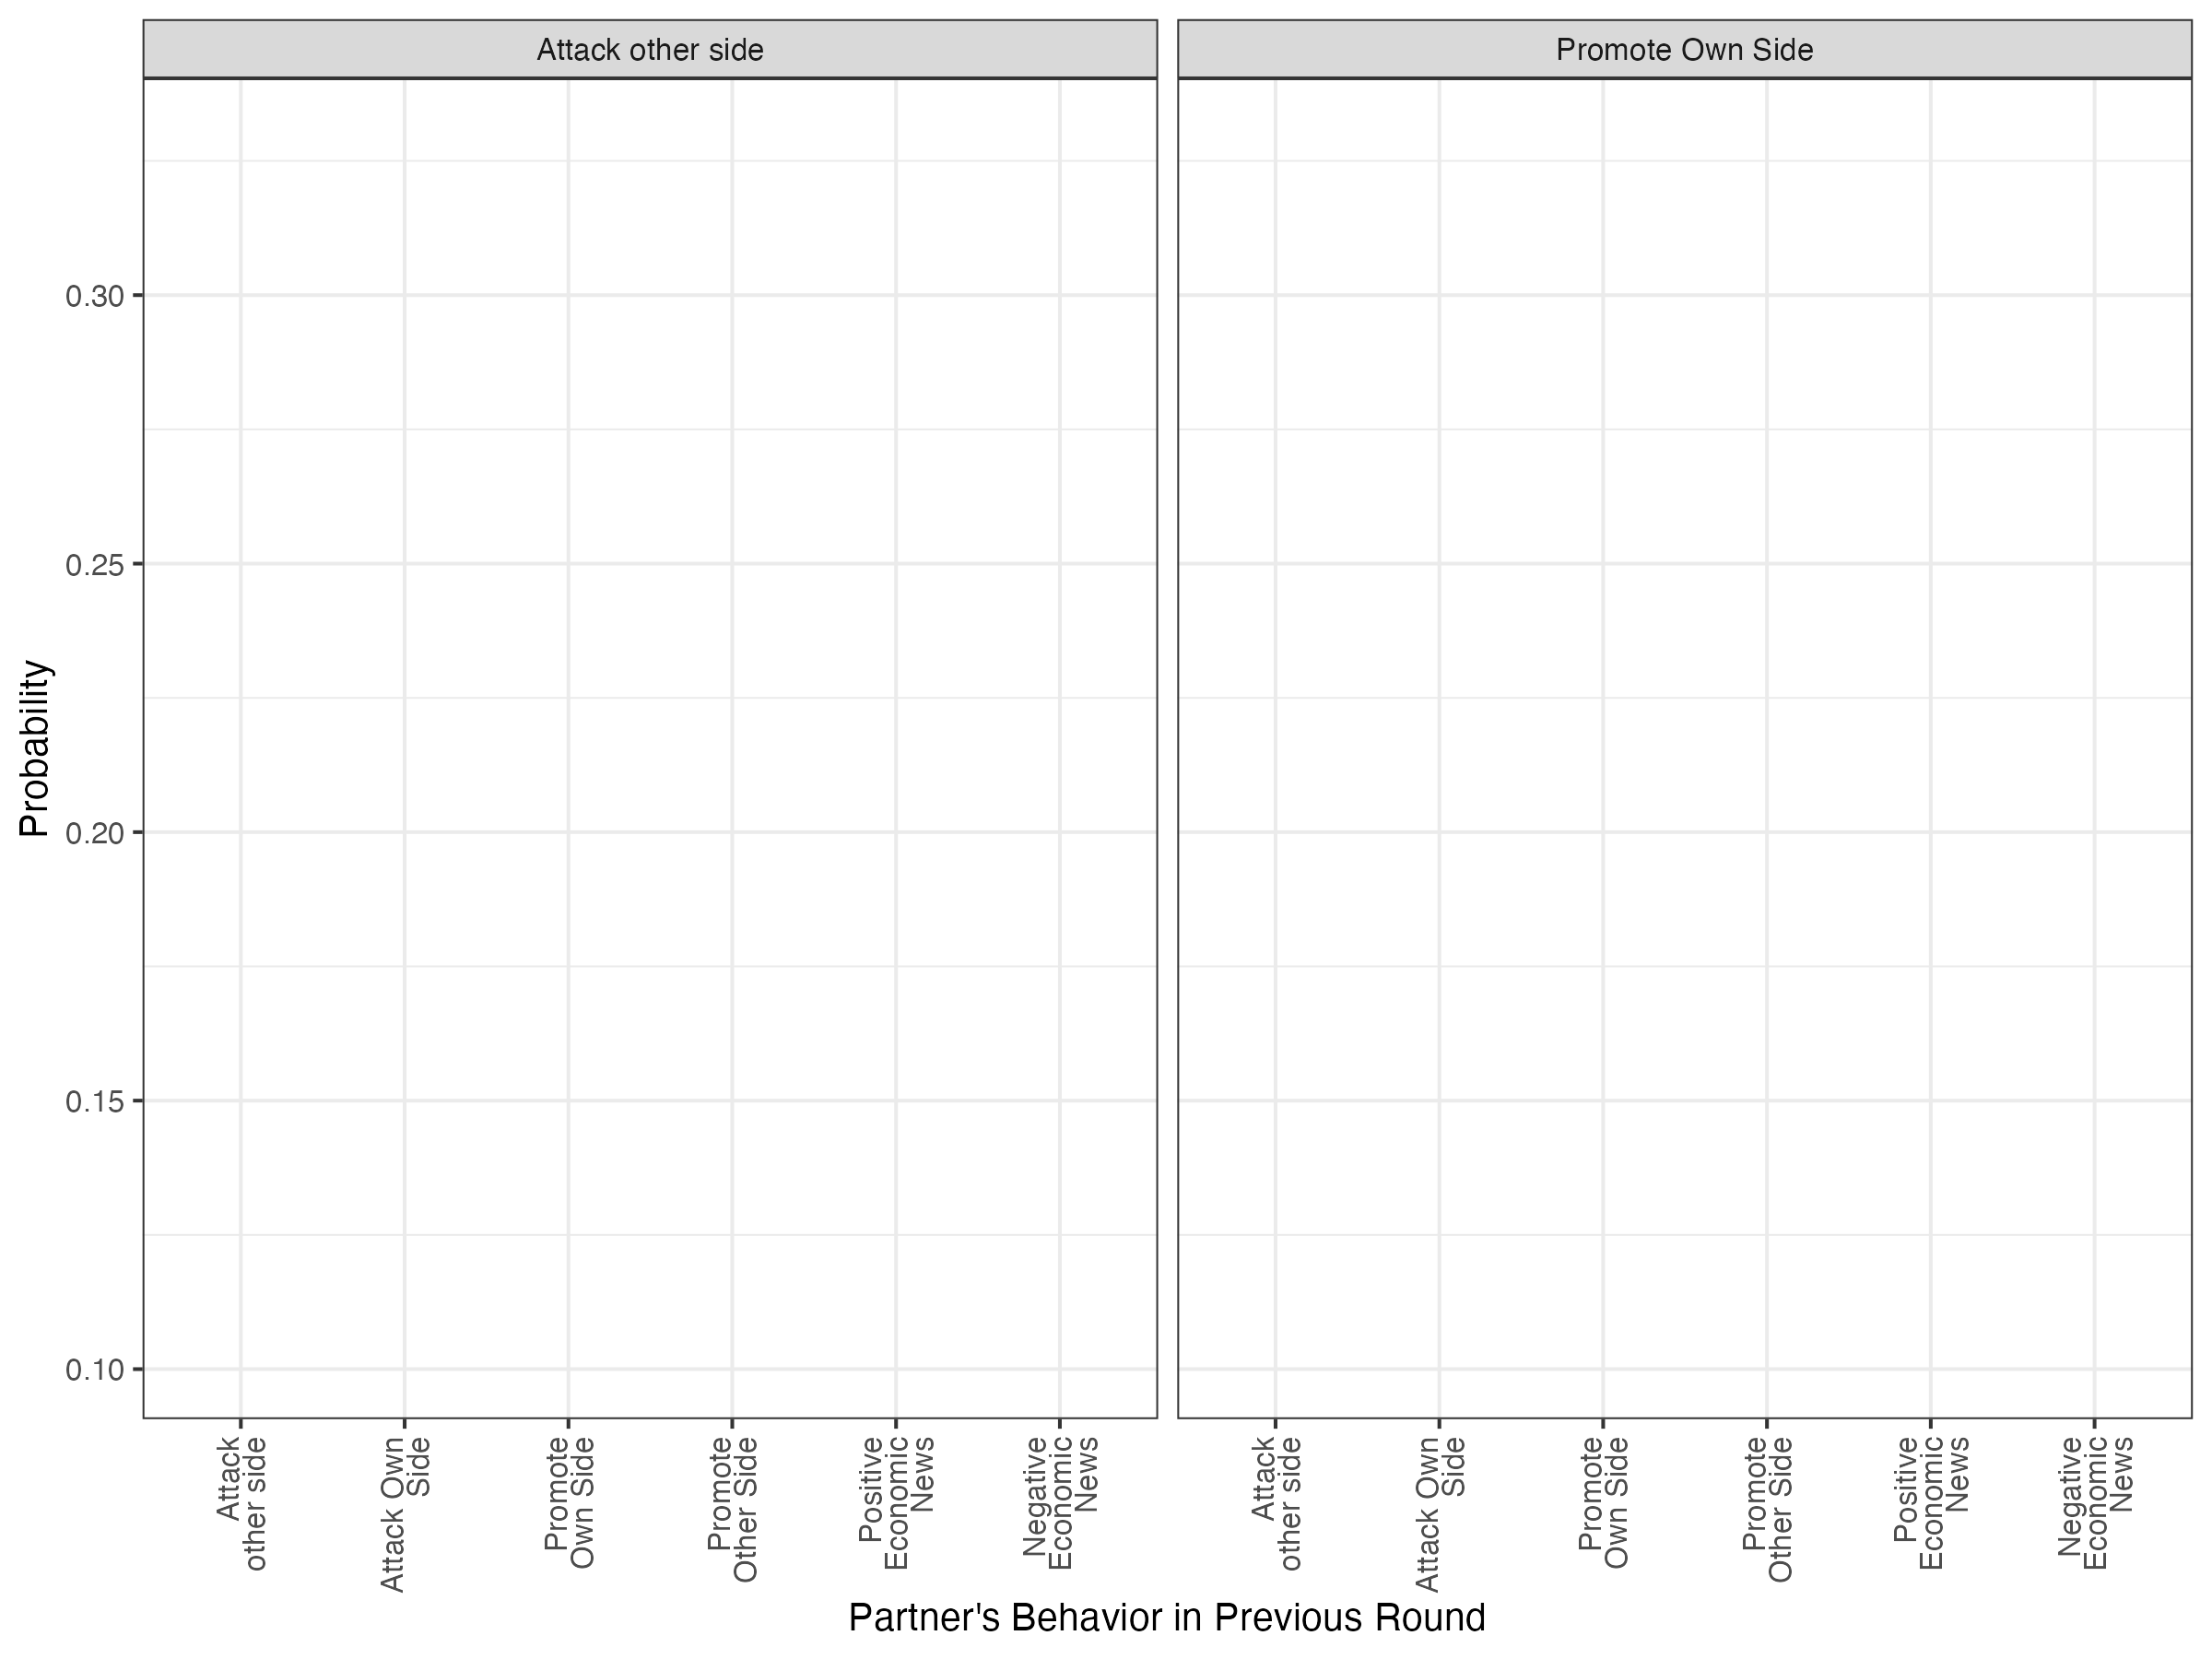 Attack other side
Promote Own Side
Probability
0.30
0.25
0.20
0.15
0.10
Attack
other side
Attack Own
Side
Promote
Own Side
Promote
Other Side
Positive
Economic
News
Negative
Economic
News
Attack
other side
Attack Own
Side
Promote
Own Side
Promote
Other Side
Positive
Economic
News
Negative
Economic
News
Partner's Behavior in Previous Round